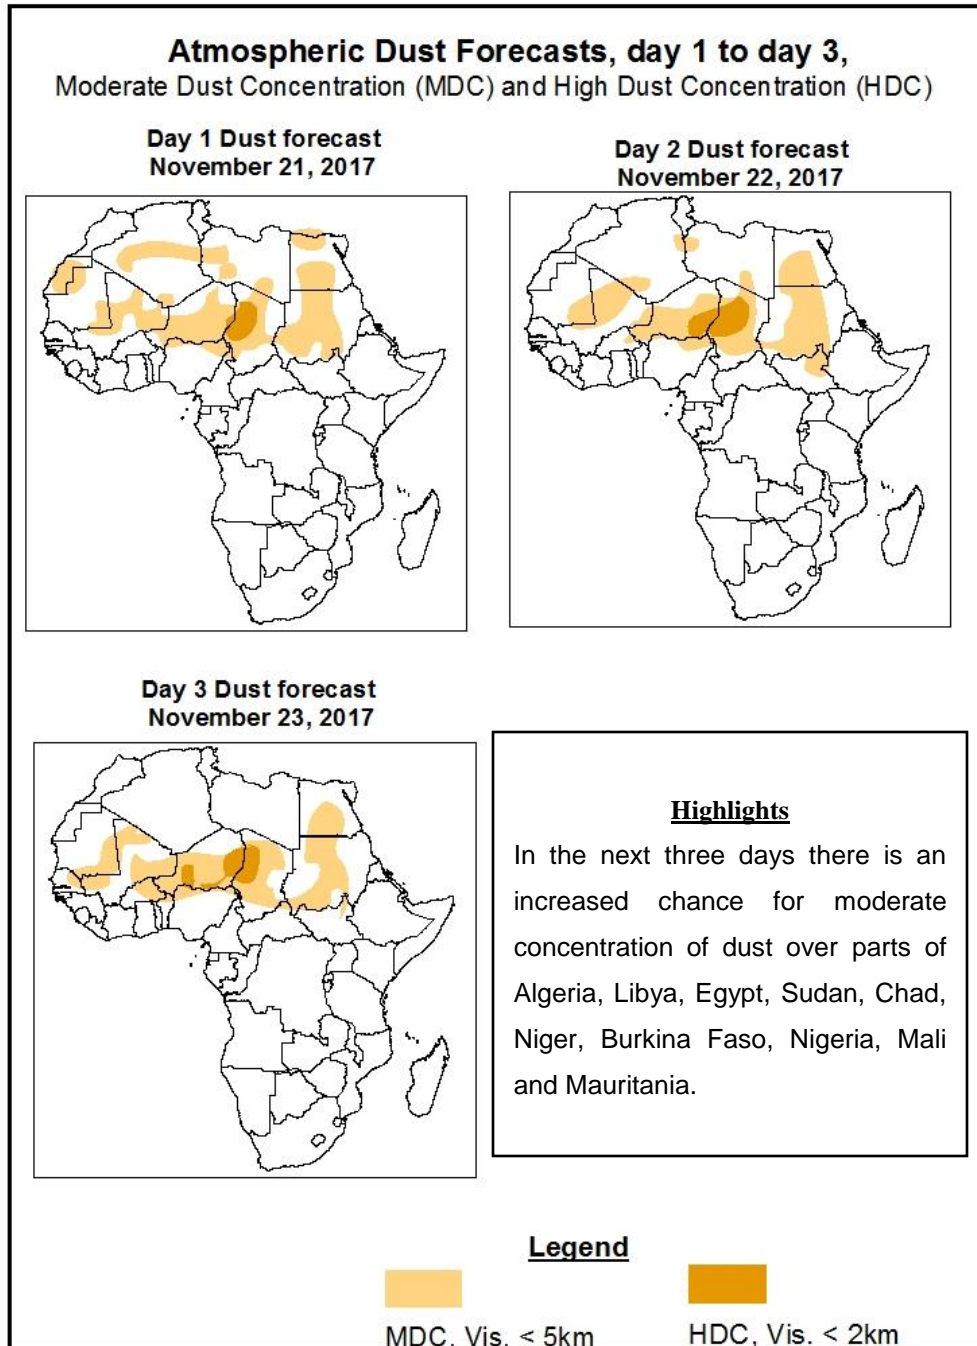 Atmospheric Dust Forecasts, day 1 to day 3,
Moderate Dust Concentration (MDC) and High Dust Concentration (HDC)
Day 1 Dust forecast
November 21, 2017
Day 2 Dust forecast
November 22, 2017
Day 3 Dust forecast
November 23, 2017
Highlights
In the next three days there is an
increased chance for moderate
concentration of dust over parts of
Algeria, Libya, Egypt, Sudan, Chad,
Niger, Burkina Faso, Nigeria, Mali
and Mauritania.
Legend
MDC, Vis. < 5km
HDC, Vis. < 2km